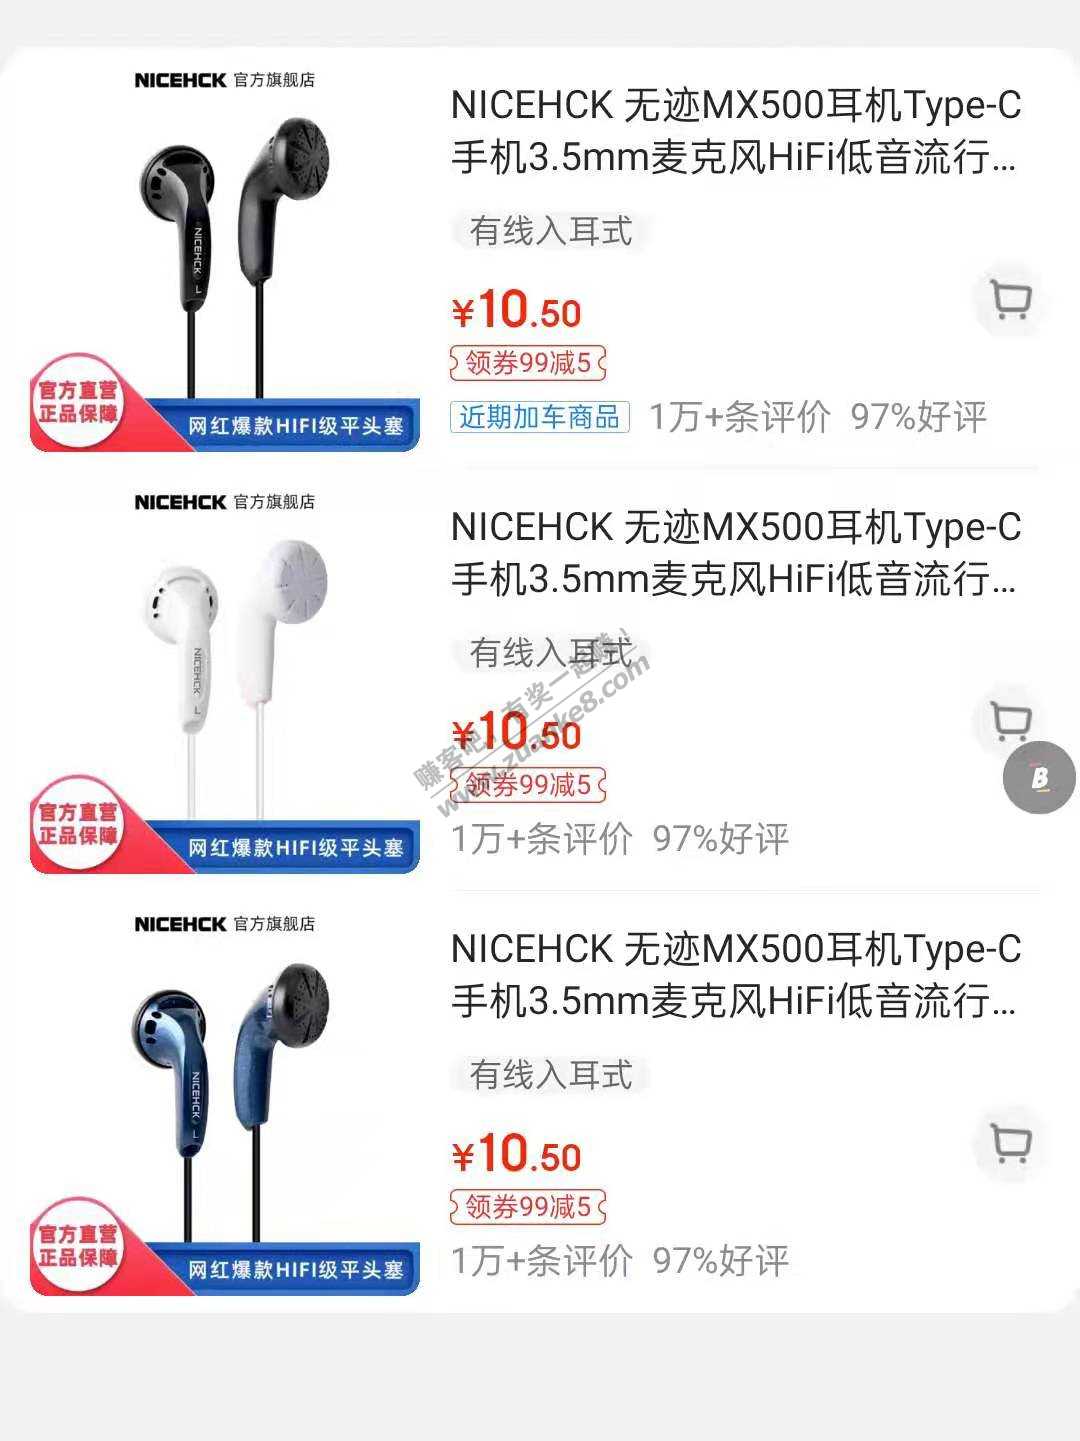 NICEHCK 官方旗舰店
NICEHCK 无迹MX500耳机Type-C
手机3.5mm麦克风HiFi低音流行...
有线入耳式
¥10.50
领券99减5
近期加车商品 1万+条评价 97%好评
NICEHCK L
官方直营
正品保障
网红爆款HIFI级平头塞
NICEHCK 官方旗舰店
NICEHCK 无迹MX500耳机Type-C
手机3.5mm麦克风HiFi低音流行...
有线入耳式
¥10.50
领券99减5
1万+条评价 97%好评
NICEHCK L
官方直营
正品保障
网红爆款HIFI级平头塞
赚客吧，有奖一起赚！
www.zuanke8.com
B
NICEHCK 官方旗舰店
NICEHCK 无迹MX500耳机Type-C
手机3.5mm麦克风HiFi低音流行...
有线入耳式
¥10.50
领券99减5
1万+条评价 97%好评
NICEHCK L
官方直营
正品保障
网红爆款HIFI级平头塞